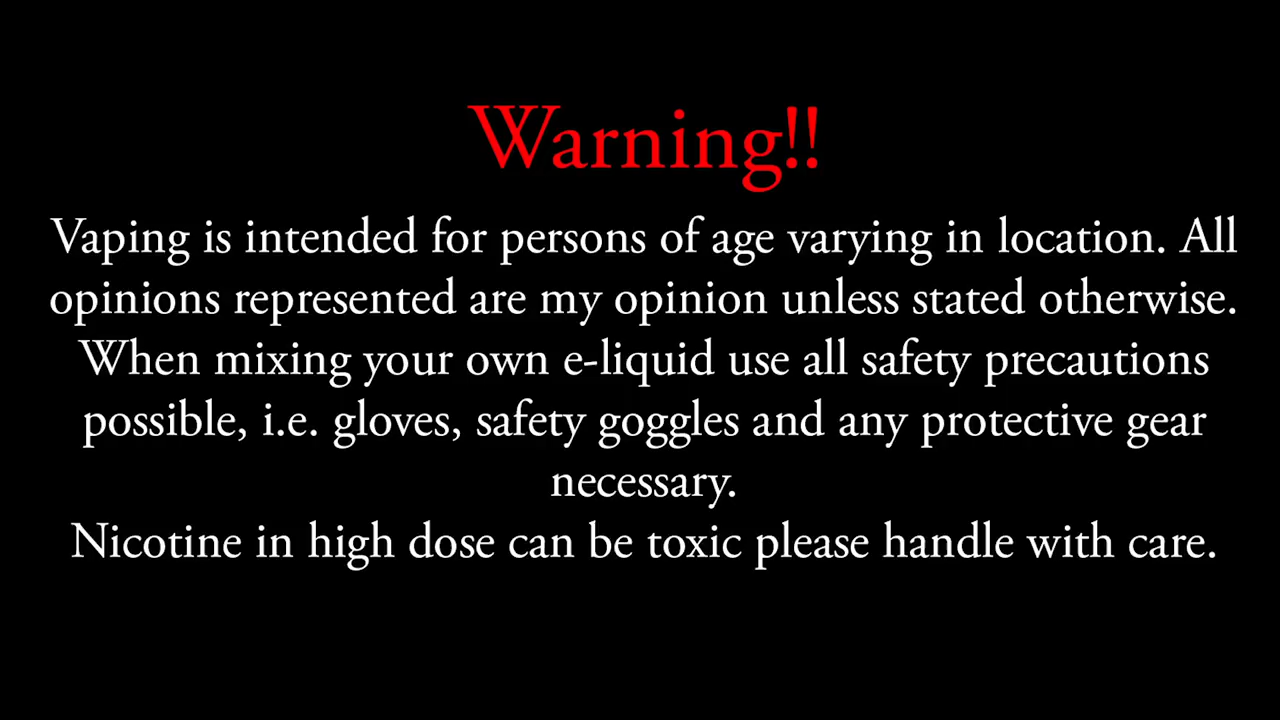 Warning!!
Vaping is intended for persons of age varying in location. All
opinions represented are my opinion unless stated otherwise.
When mixing your own e-liquid use all safety precautions
possible, i.e. gloves, safety goggles and any protective gear
necessary.
Nicotine in high dose can be toxic please handle with care.